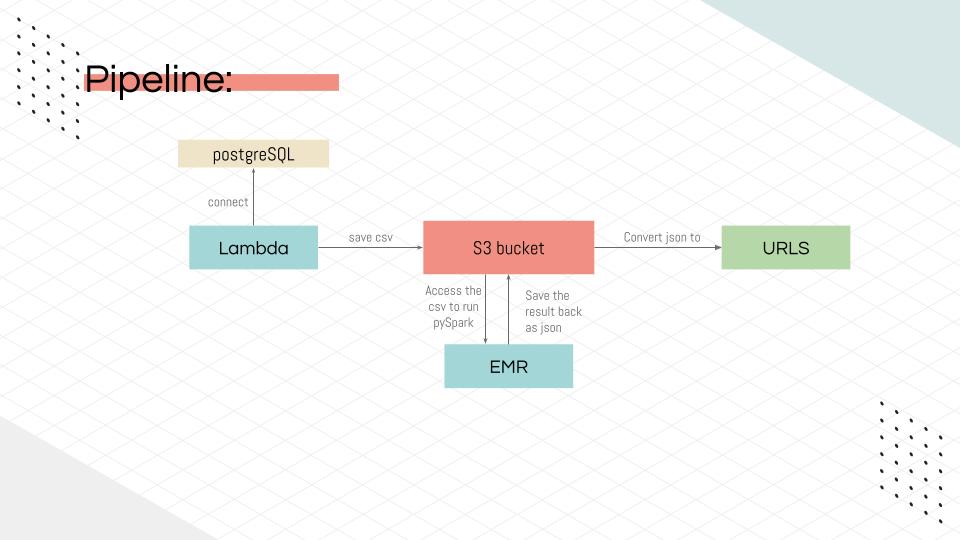 Pipeline:
postgreSQL
connect
Lambda
save csv
S3 bucket
Convert json to
URLS
Access the
csv to run
pySpark
Save the
result back
as json
EMR